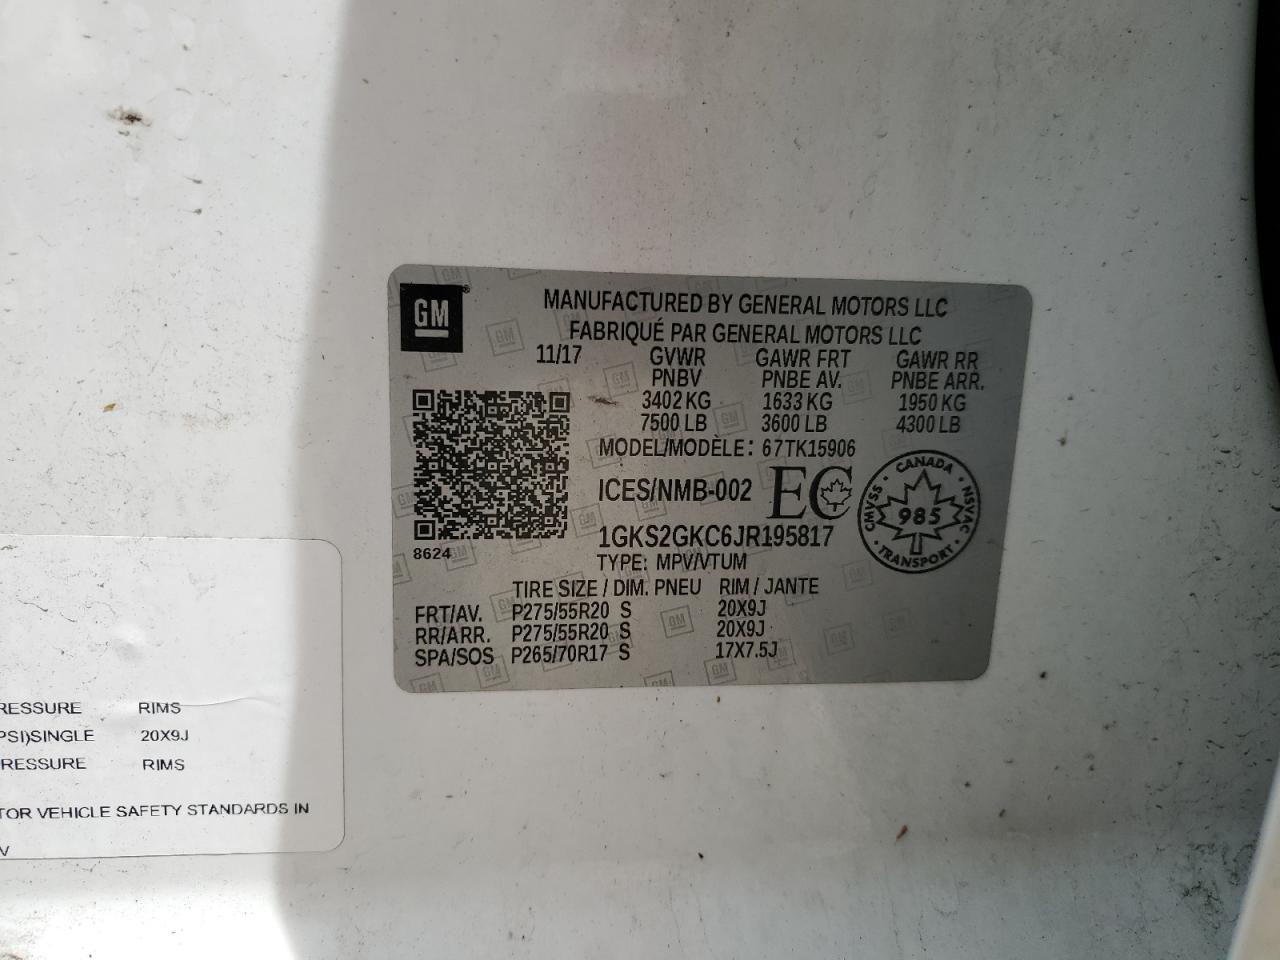 GM
MANUFACTURED BY GENERAL MOTORS LLC
FABRIQUÉ PAR GENERAL MOTORS LLC
11/17 GVWR GAWR FRT GAWR RR
PNBV PNBE AV. PNBE ARR.
3402 KG 1633 KG 1950 KG
7500 LB 3600 LB 4300 LB
MODEL/MODÈLE: 67TK15906
ICES/NMB-002 EC
CANADA
CMVSS 985 NSVAC
TRANSPORT
1GKS2GKC6JR195817
8624
TYPE: MPV/VTUM
TIRE SIZE / DIM. PNEU RIM / JANTE
FRT/AV. P275/55R20 S 20X9J
RR/ARR. P275/55R20 S 20X9J
SPA/SOS P265/70R17 S 17X7.5J
RESSURE RIMS
PSI)SINGLE 20X9J
RESSURE RIMS
TOR VEHICLE SAFETY STANDARDS IN
V